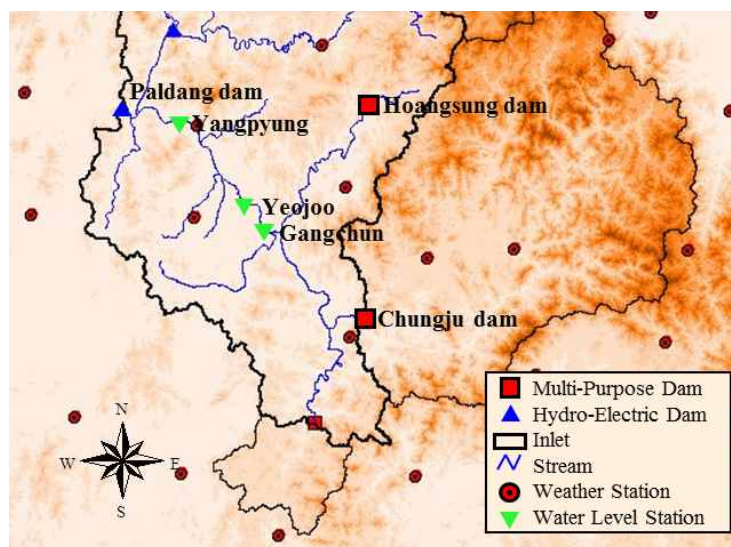 Paldang dam
Hoangsung dam
Yangpyung
Yeojoo
Gangchun
Chungju dam
N
W E
S
Multi-Purpose Dam
Hydro-Electric Dam
Inlet
Stream
Weather Station
Water Level Station